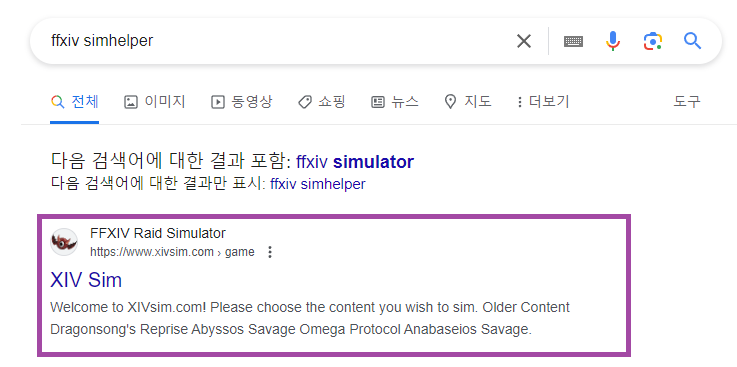 ffxiv simhelper
전체 이미지 동영상 쇼핑 뉴스 지도 더보기 도구
다음 검색어에 대한 결과 포함: ffxiv simulator
다음 검색어에 대한 결과만 표시: ffxiv simhelper
FFXIV Raid Simulator
https://www.xivsim.com › game
XIV Sim
Welcome to XIVsim.com! Please choose the content you wish to sim. Older Content
Dragonsong's Reprise Abyssos Savage Omega Protocol Anabaseios Savage.